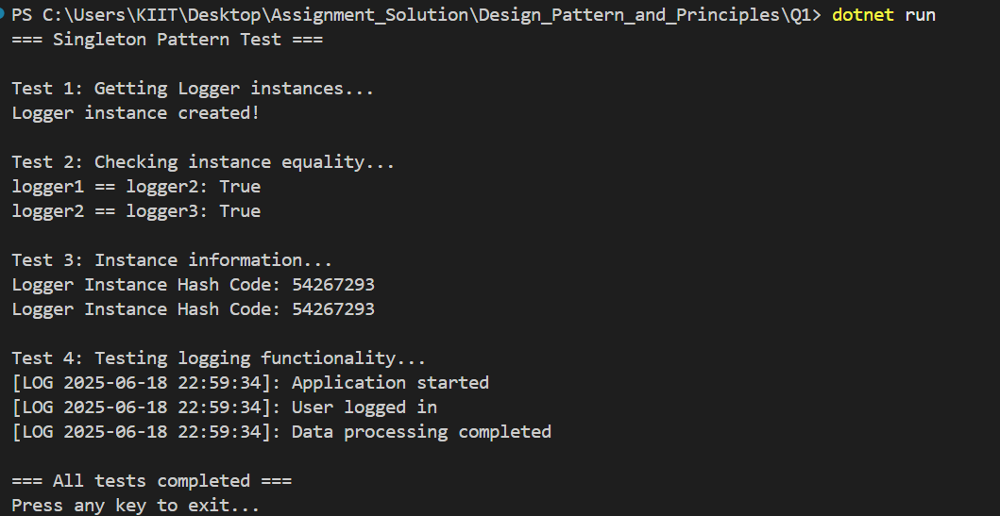 PS C:\Users\KIIT\Desktop\Assignment_Solution\Design_Pattern_and_Principles\Q1> dotnet run
=== Singleton Pattern Test ===
Test 1: Getting Logger instances...
Logger instance created!
Test 2: Checking instance equality...
logger1 == logger2: True
logger2 == logger3: True
Test 3: Instance information...
Logger Instance Hash Code: 54267293
Logger Instance Hash Code: 54267293
Test 4: Testing logging functionality...
[LOG 2025-06-18 22:59:34]: Application started
[LOG 2025-06-18 22:59:34]: User logged in
[LOG 2025-06-18 22:59:34]: Data processing completed
=== All tests completed ===
Press any key to exit...